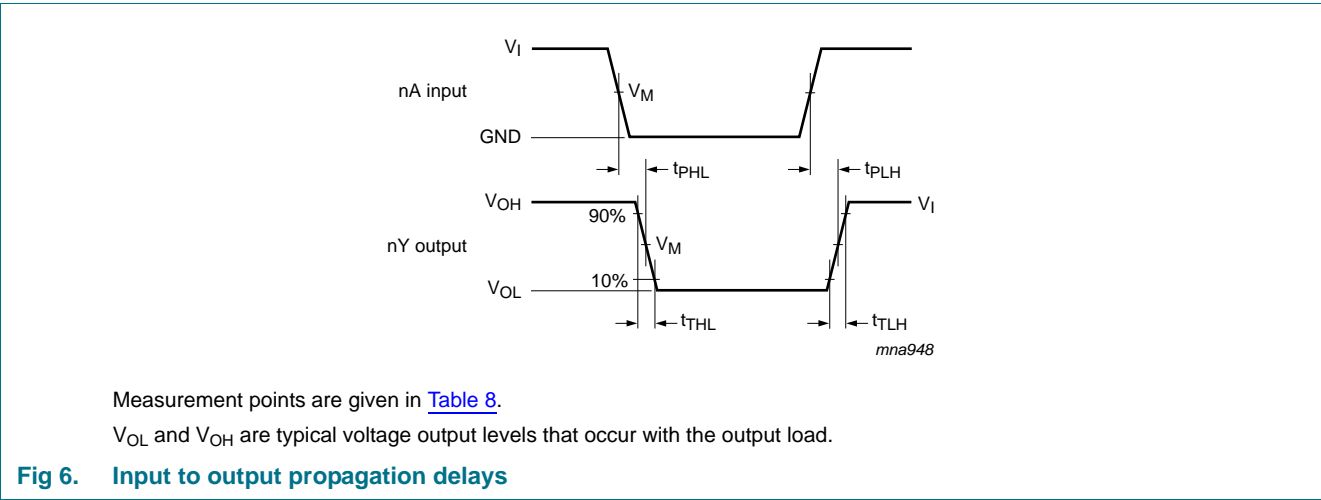 VI
nA input
VM
GND
tPHL
tPLH
VOH
90%
VI
nY output
VM
10%
VOL
tTHL
tTLH
mna948
Measurement points are given in Table 8.
VOL and VOH are typical voltage output levels that occur with the output load.
Fig 6. Input to output propagation delays